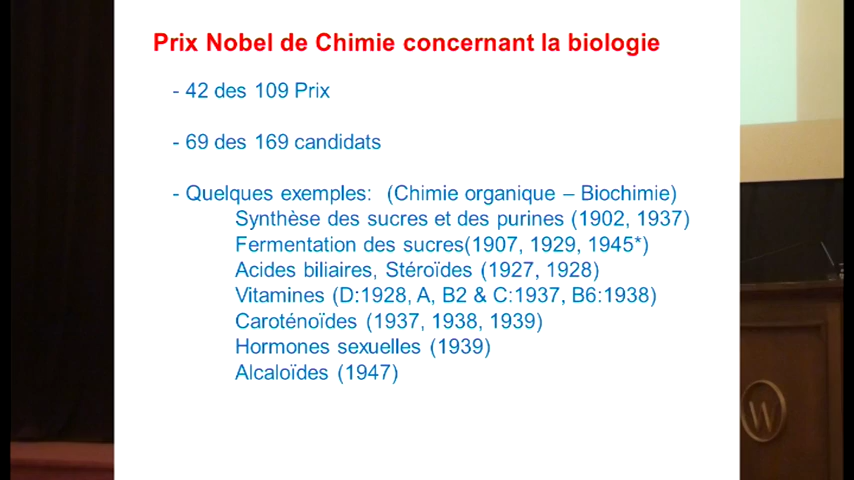 Prix Nobel de Chimie concernant la biologie
- 42 des 109 Prix
- 69 des 169 candidats
- Quelques exemples: (Chimie organique – Biochimie)
Synthèse des sucres et des purines (1902, 1937)
Fermentation des sucres(1907, 1929, 1945*)
Acides biliaires, Stéroïdes (1927, 1928)
Vitamines (D:1928, A, B2 & C:1937, B6:1938)
Caroténoïdes (1937, 1938, 1939)
Hormones sexuelles (1939)
Alcaloïdes (1947)
W